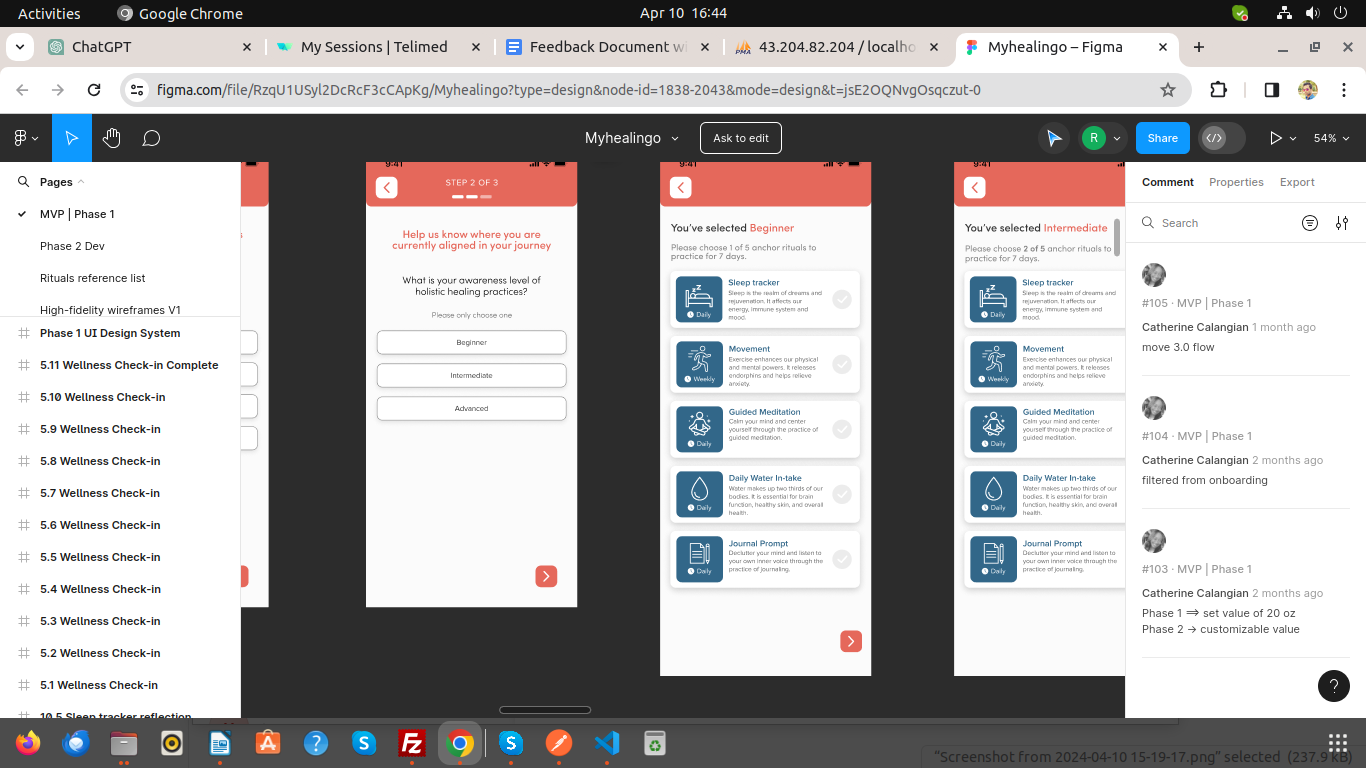 Activities
Google Chrome
Apr 10 16:44
ChatGPT
My Sessions | Telimed
Feedback Document wi
43.204.82.204 / localho
Myhealingo – Figma
figma.com/file/RzqU1USyl2DcRcF3cCApKg/Myhealingo?type=design&node-id=1838-2043&mode=design&t=jsE2OQNvgOsqczut-0
Myhealingo
Ask to edit
R
Share
54%
Pages
MVP | Phase 1
Phase 2 Dev
Rituals reference list
High-fidelity wireframes V1
Phase 1 UI Design System
5.11 Wellness Check-in Complete
5.10 Wellness Check-in
5.9 Wellness Check-in
5.8 Wellness Check-in
5.7 Wellness Check-in
5.6 Wellness Check-in
5.5 Wellness Check-in
5.4 Wellness Check-in
5.3 Wellness Check-in
5.2 Wellness Check-in
5.1 Wellness Check-in
10.5 Sleep tracker reflection
9:41
STEP 2 OF 3
Help us know where you are
currently aligned in your journey
What is your awareness level of
holistic healing practices?
Please only choose one
Beginner
Intermediate
Advanced
9:41
You've selected Beginner
Please choose 1 of 5 anchor rituals to
practice for 7 days.
Daily
Sleep tracker
Sleep is the realm of dreams and
rejuvenation. It affects our
energy, immune system and
mood.
Weekly
Movement
Exercise enhances our physical
and mental powers. It releases
endorphins and helps relieve
anxiety.
Daily
Guided Meditation
Calm your mind and center
yourself through the practice of
guided meditation.
Daily
Daily Water In-take
Water makes up two thirds of our
bodies. It is essential for brain
function, healthy skin, and overall
health.
Daily
Journal Prompt
Declutter your mind and listen to
your own inner voice through the
practice of journaling.
9:41
You've selected Intermediate
Please choose 2 of 5 anchor rituals to
practice for 7 days.
Daily
Sleep tracker
Sleep is the realm of dreams and
rejuvenation. It affects our
energy, immune system and
mood.
Weekly
Movement
Exercise enhances our physical
and mental powers. It releases
endorphins and helps relieve
anxiety.
Daily
Guided Meditation
Calm your mind and center
yourself through the practice of
guided meditation.
Daily
Daily Water In-take
Water makes up two thirds of our
bodies. It is essential for brain
function, healthy skin, and overall
health.
Daily
Journal Prompt
Declutter your mind and listen to
your own inner voice through the
practice of journaling.
Comment
Properties
Export
Search
#105 · MVP | Phase 1
Catherine Calangian 1 month ago
move 3.0 flow
#104 · MVP | Phase 1
Catherine Calangian 2 months ago
filtered from onboarding
#103 · MVP | Phase 1
Catherine Calangian 2 months ago
Phase 1 ==> set value of 20 oz
Phase 2 -> customizable value
?
"Screenshot from 2024-04-10 15-19-17.png" selected (237.9 kB)